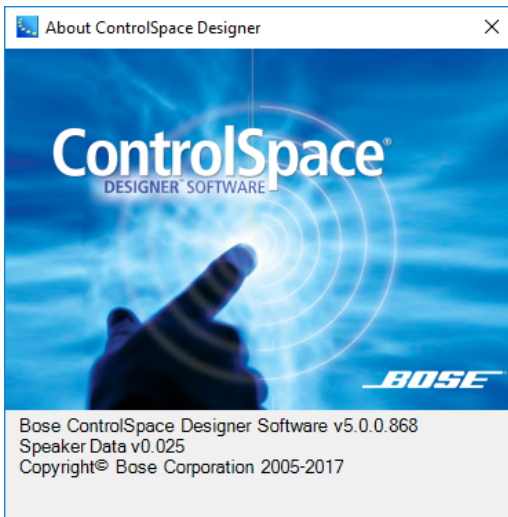 About ControlSpace Designer
ControlSpace®
DESIGNER™ SOFTWARE
BOSE
Bose ControlSpace Designer Software v5.0.0.868
Speaker Data v0.025
Copyright© Bose Corporation 2005-2017